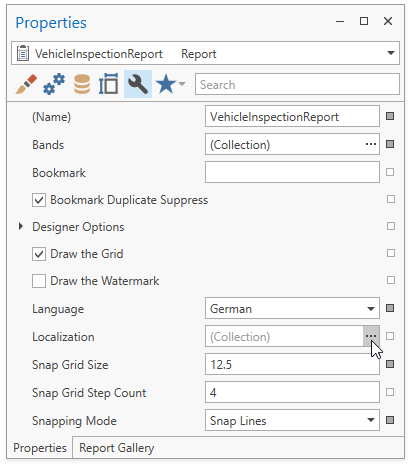 Properties
VehicleInspectionReport Report
Search
(Name) VehicleInspectionReport
Bands (Collection) ...
Bookmark
Bookmark Duplicate Suppress
Designer Options
Draw the Grid
Draw the Watermark
Language German
Localization (Collection) ...
Snap Grid Size 12.5
Snap Grid Step Count 4
Snapping Mode Snap Lines
Properties Report Gallery